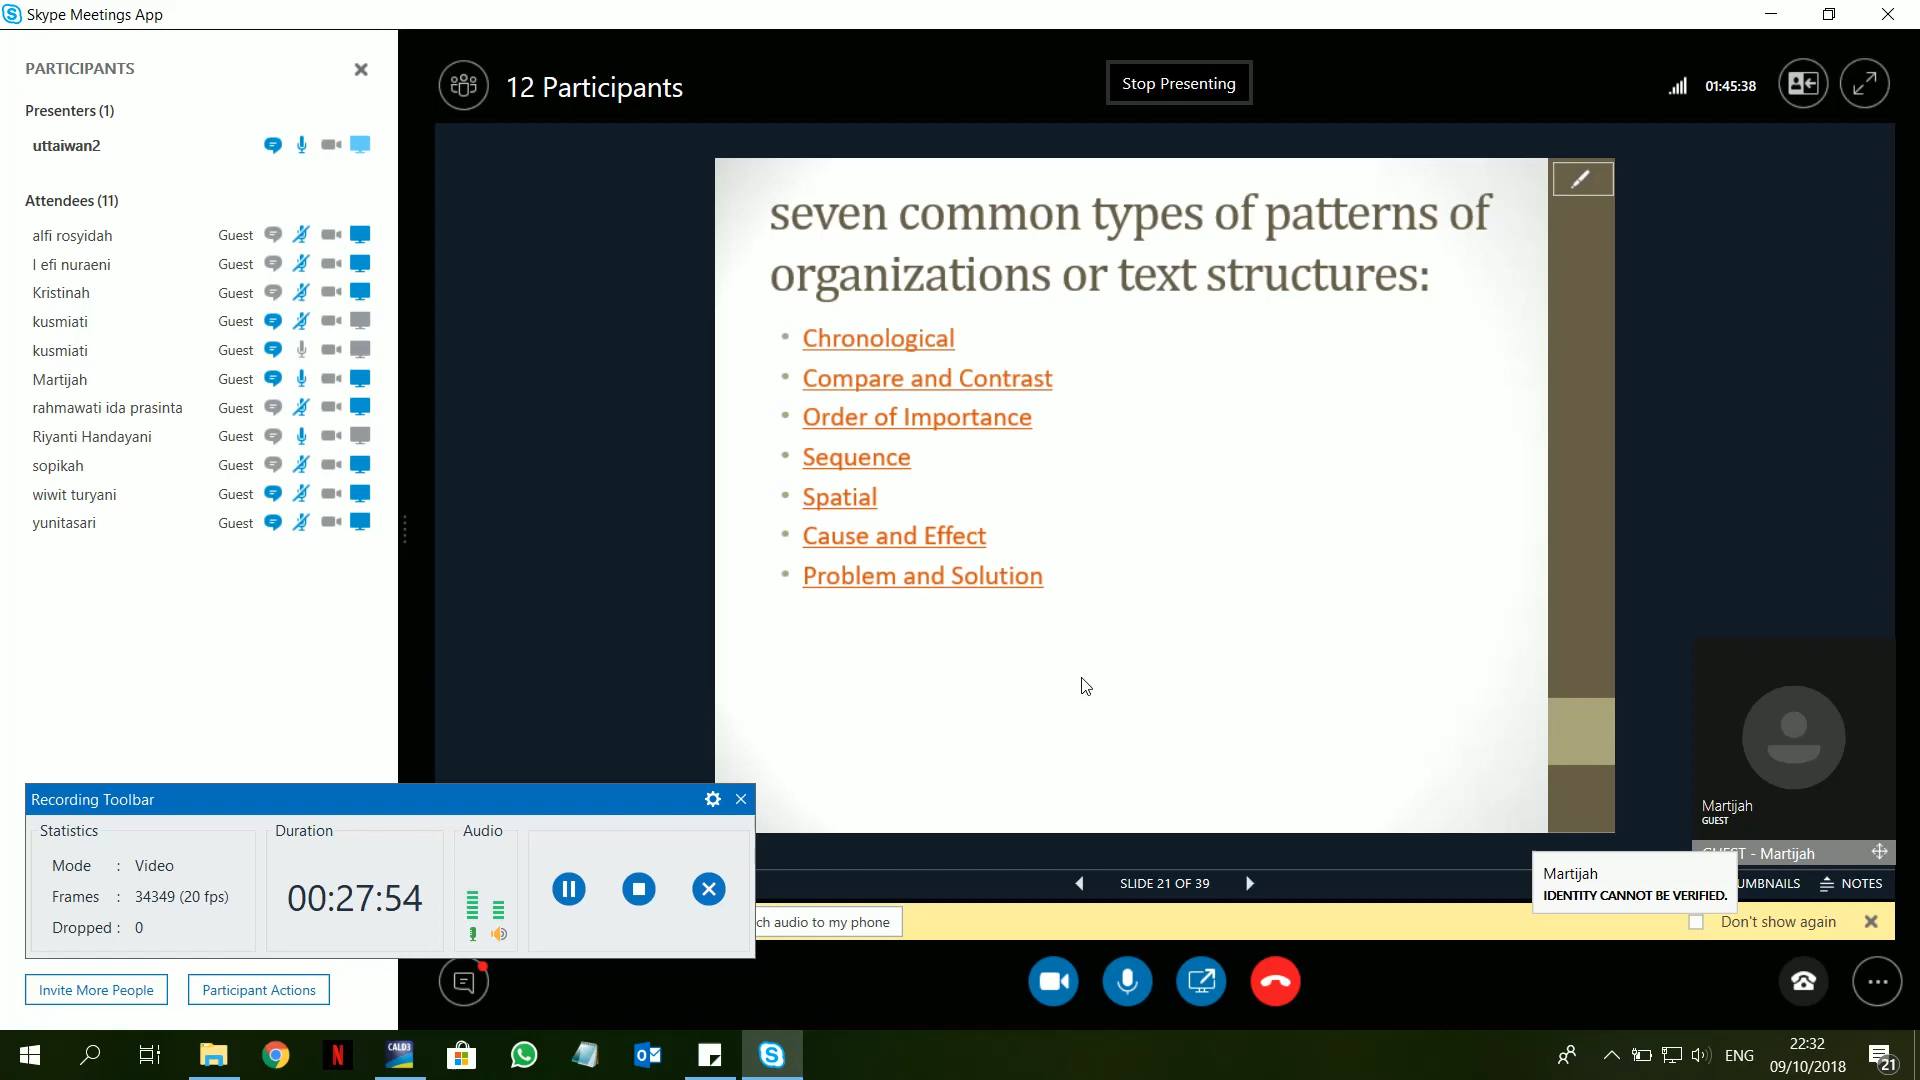 Skype Meetings App
PARTICIPANTS
Presenters (1)
uttaiwan2
Attendees (11)
alfi rosyidah Guest
I efi nuraeni Guest
Kristinah Guest
kusmiati Guest
kusmiati Guest
Martijah Guest
rahmawati ida prasinta Guest
Riyanti Handayani Guest
sopikah Guest
wiwit turyani Guest
yunitasari Guest
12 Participants
Stop Presenting
01:45:38
seven common types of patterns of
organizations or text structures:
• Chronological
• Compare and Contrast
• Order of Importance
• Sequence
• Spatial
• Cause and Effect
• Problem and Solution
Martijah
GUEST
- Martijah
Martijah
IDENTITY CANNOT BE VERIFIED.
SLIDE 21 OF 39
NOTES
audio to my phone
Don't show again
Recording Toolbar
Statistics
Mode : Video
Frames : 34349 (20 fps)
Dropped : 0
Duration
00:27:54
Audio
Invite More People
Participant Actions
N
CALD3
ENG
22:32
09/10/2018
21